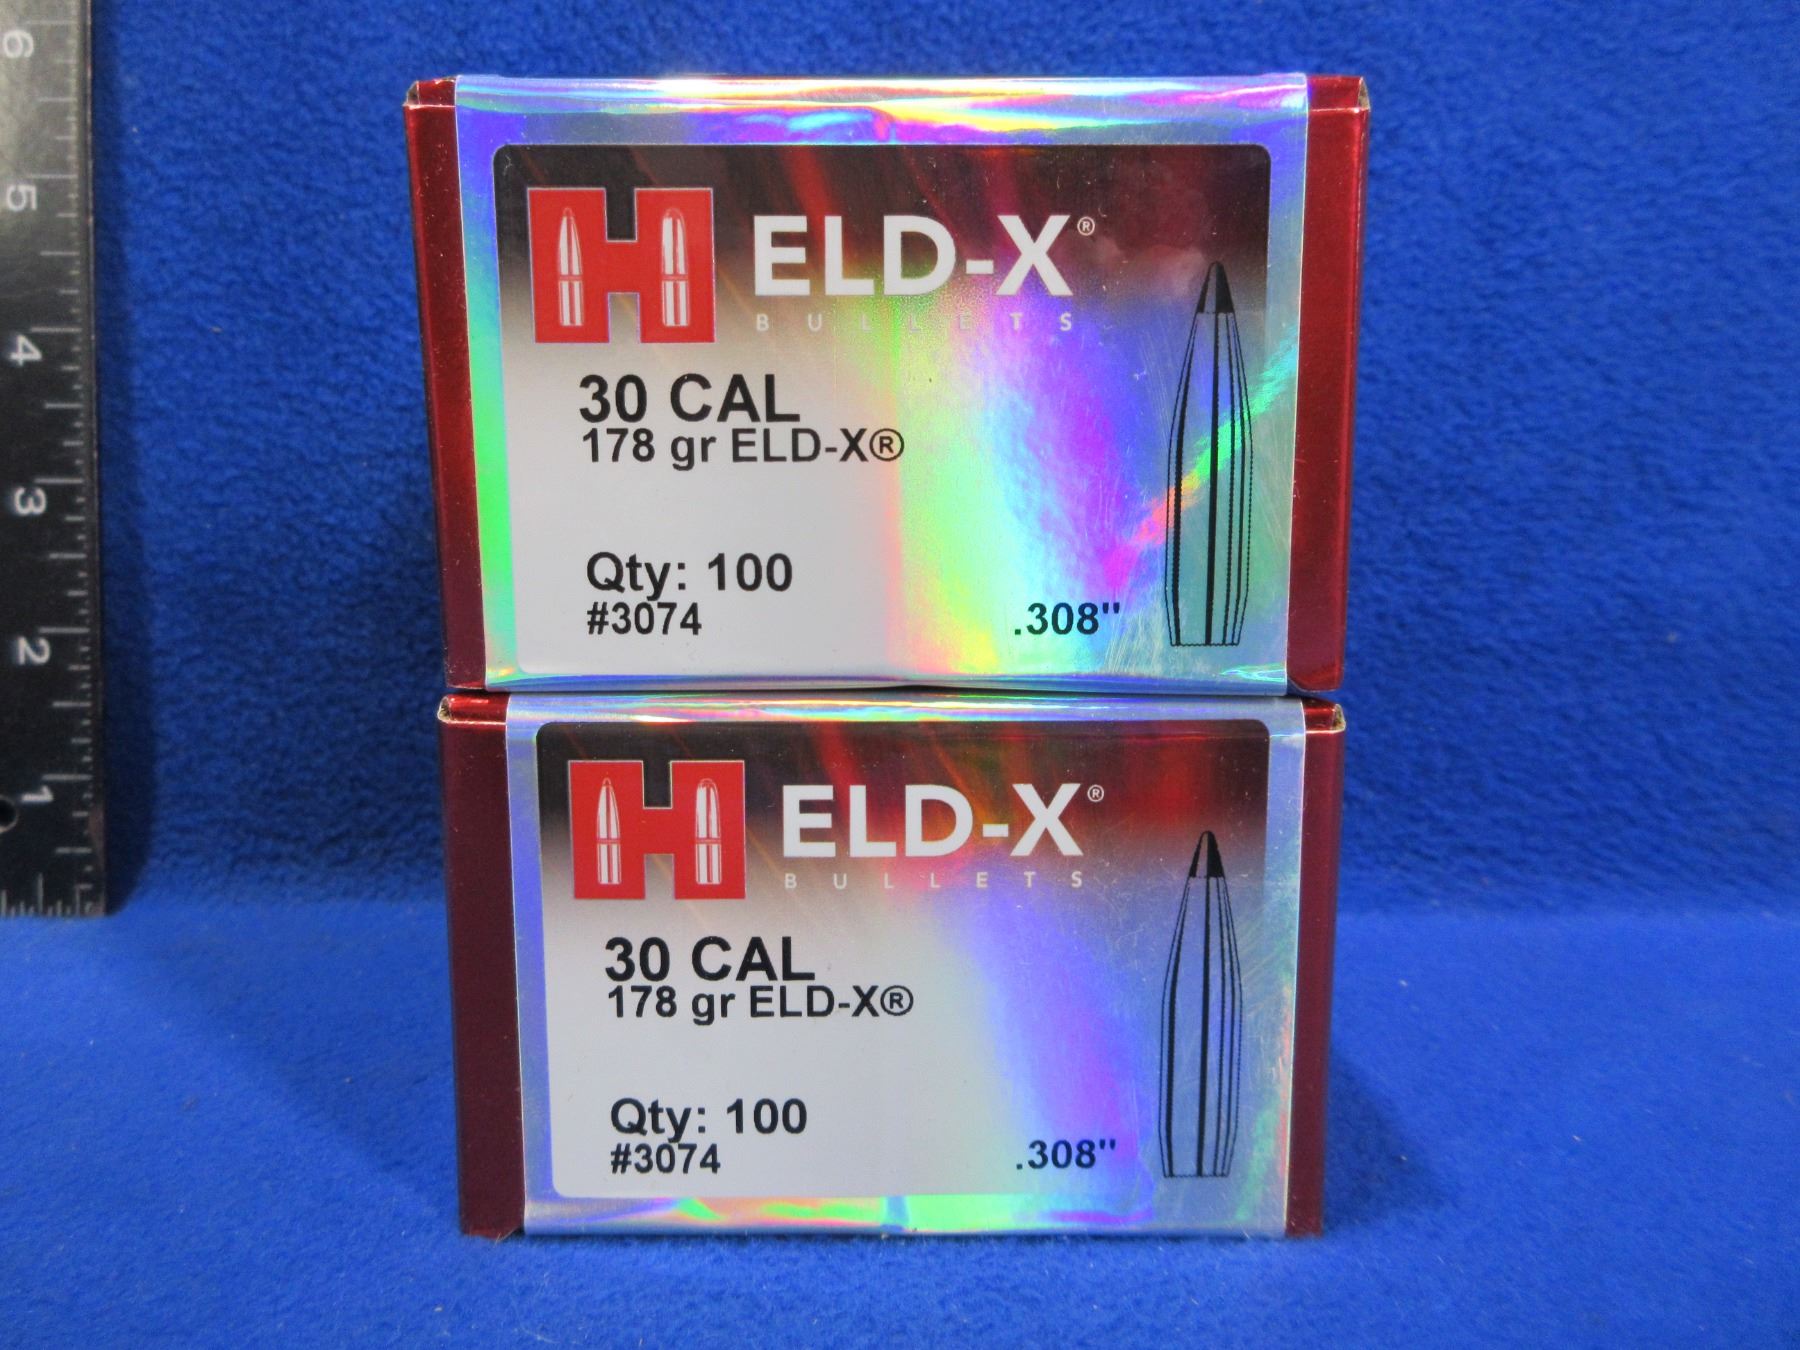 6
5
4
3
2
1
H ELD-X®
BULLETS
30 CAL
178 gr ELD-X®
Qty: 100
#3074
.308"
H ELD-X®
BULLETS
30 CAL
178 gr ELD-X®
Qty: 100
#3074
.308"